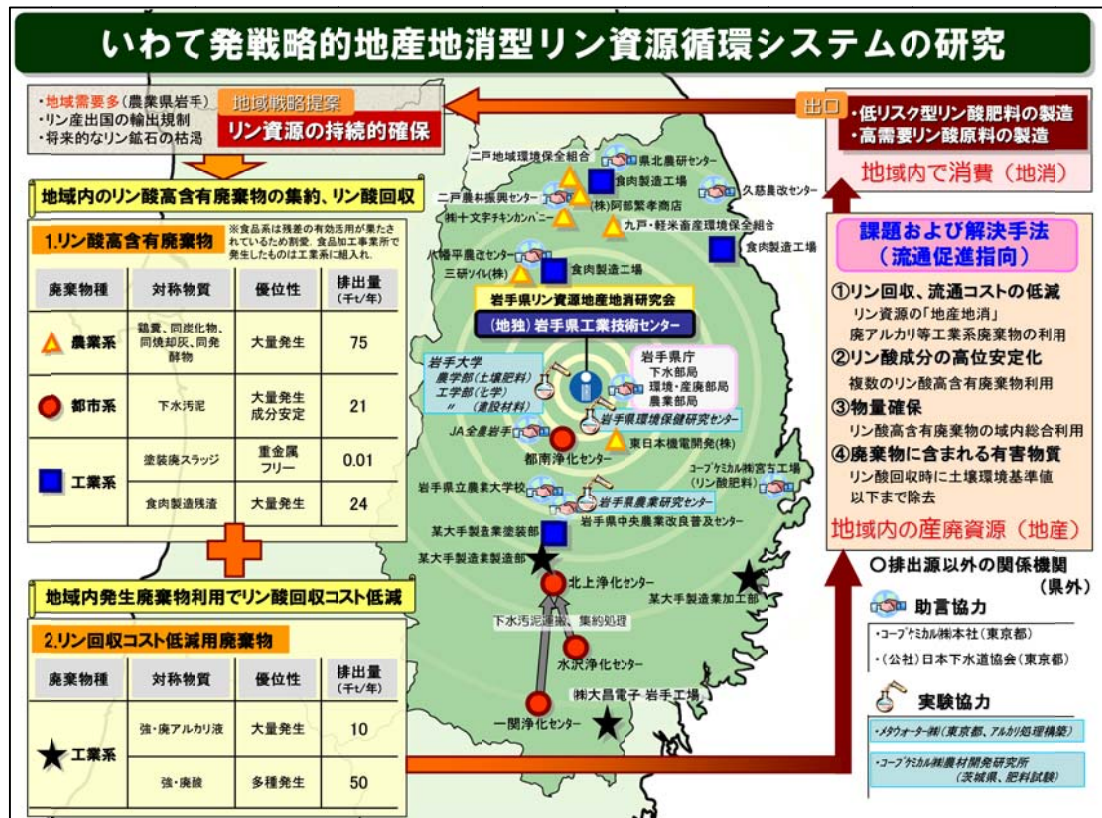 いわて発戦略的地産地消型リン資源循環システムの研究
・地域需要多(農業県岩手)
・リン産出国の輸出規制
・将来的なリン鉱石の枯渇
地域戦略提案
リン資源の持続的確保
出口
・低リスク型リン酸肥料の製造
・高需要リン酸原料の製造
地域内で消費(地消)
地域内のリン酸高含有廃棄物の集約、リン酸回収
1.リン酸高含有廃棄物
※食品系は残差の有効活用が果たさ
れているため割愛。食品加工事業所で
発生したものは工業系に組入れ.
廃棄物種
対称物質
優位性
排出量
(千t/年)
農業系
鶏糞、同炭化物、
同焼却灰、同発
酵物
大量発生
75
都市系
下水汚泥
大量発生
成分安定
21
工業系
塗装廃スラッジ
重金属
フリー
0.01
食肉製造残渣
大量発生
24
地域内発生廃棄物利用でリン酸回収コスト低減
2.リン回収コスト低減用廃棄物
廃棄物種
対称物質
優位性
排出量
(千t/年)
工業系
強・廃アルカリ液
大量発生
10
強・廃酸
多種発生
50
二戸地域環境保全組合
県北農研センター
食肉製造工場
二戸農林振興センター
(株)阿部繁孝商店
久慈農改センター
㈱十文字チキンカンパニー
九戸・軽米畜産環境保全組合
食肉製造工場
八幡平農改センター
三研ソイル(株)
食肉製造工場
岩手県リン資源地産地消研究会
(地独)岩手県工業技術センター
岩手大学
農学部(土壌肥料)
工学部(化学)
〃 (建設材料)
岩手県庁
下水部局
環境・産廃部局
農業部局
岩手県環境保健研究センター
JA全農岩手
東日本機電開発(株)
都南浄化センター
コープケミカル㈱宮古工場
(リン酸肥料)
岩手県立農業大学校
岩手県農業研究センター
岩手県中央農業改良普及センター
某大手製造業塗装部
某大手製造業製造部
北上浄化センター
某大手製造業加工部
下水汚泥運搬、集約処理
水沢浄化センター
㈱大昌電子 岩手工場
一関浄化センター
課題および解決手法
(流通促進指向)
①リン回収、流通コストの低減
リン資源の「地産地消」
廃アルカリ等工業系廃棄物の利用
②リン酸成分の高位安定化
複数のリン酸高含有廃棄物利用
③物量確保
リン酸高含有廃棄物の域内総合利用
④廃棄物に含まれる有害物質
リン酸回収時に土壌環境基準値
以下まで除去
地域内の産廃資源(地産)
〇排出源以外の関係機関
(県外)
助言協力
・コープケミカル㈱本社(東京都)
・(公社)日本下水道協会(東京都)
実験協力
・メタウォーター㈱(東京都、アルカリ処理構築)
・コープケミカル㈱農材開発研究所
(茨城県、肥料試験)